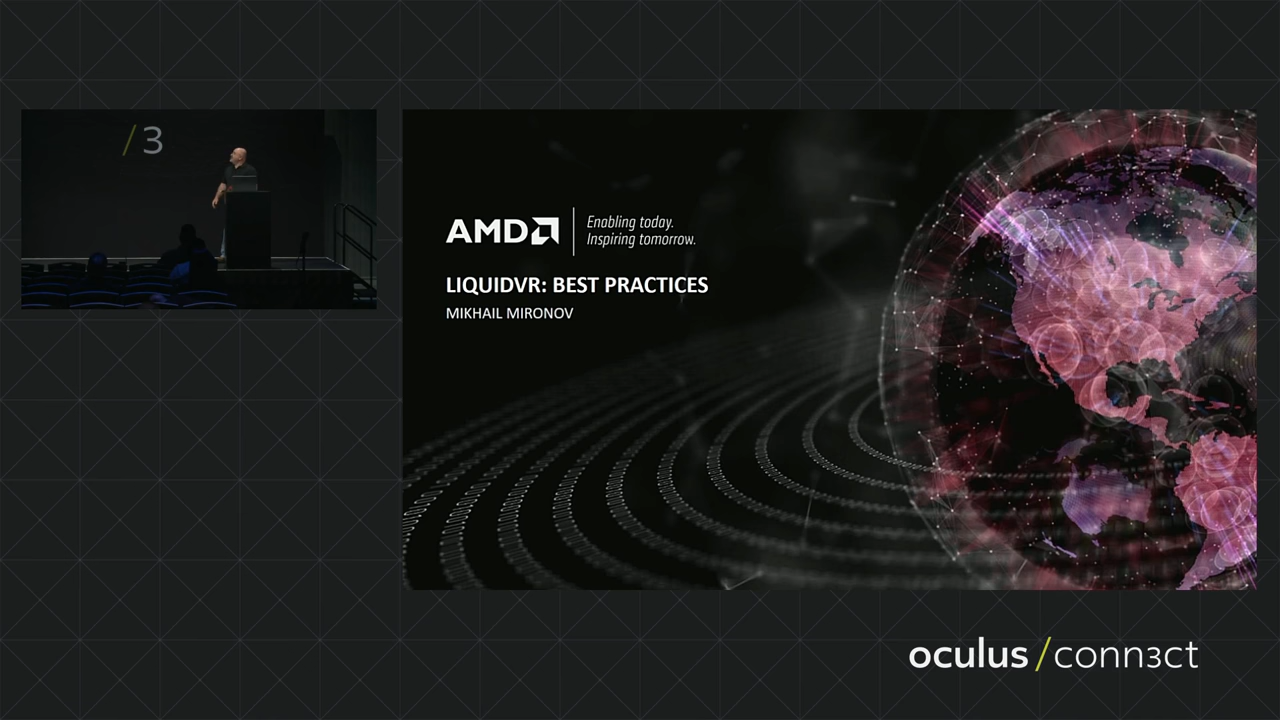 /3
AMD
Enabling today.
Inspiring tomorrow.
LIQUIDVR: BEST PRACTICES
MIKHAIL MIRONOV
oculus /conn3ct